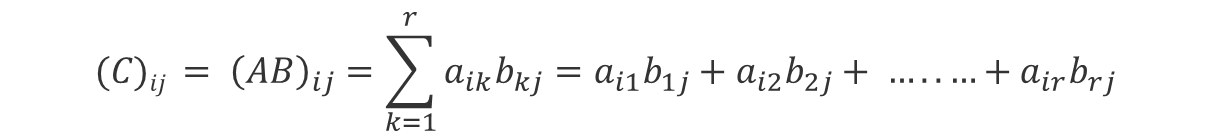 (C)ᵢⱼ = (AB)ᵢⱼ = ∑_{k=1}^{r} a_{ik}b_{kj} = a_{i1}b_{1j} + a_{i2}b_{2j} + ........ + a_{ir}b_{rj}